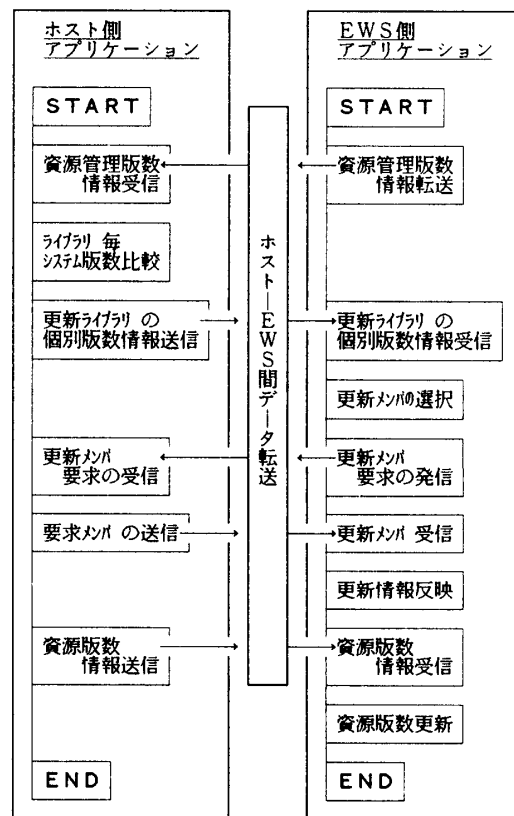 ホスト側
アプリケーション
START
資源管理版数
情報受信
ライブラリ 毎
システム版数比較
更新ライブラリ の
個別版数情報送信
更新メンバ
要求の受信
要求メンバ の送信
資源版数
情報送信
END
ホスト―EWS間データ転送
EWS側
アプリケーション
START
資源管理版数
情報転送
更新ライブラリ の
個別版数情報受信
更新メンバの選択
更新メンバ
要求の発信
更新メンバ 受信
更新情報反映
資源版数
情報受信
資源版数更新
END